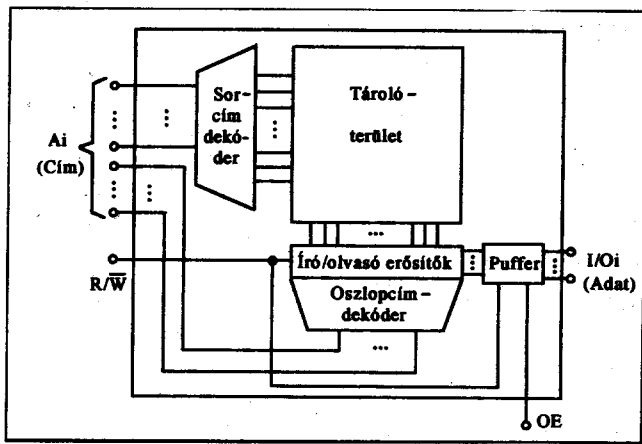 Ai
(Cím)
R/W̅
Sor-
cím
dekó-
der
Tároló-
terület
Író/olvasó erősítők
Oszlopcím-
dekóder
Puffer
I/Oi
(Adat)
OE